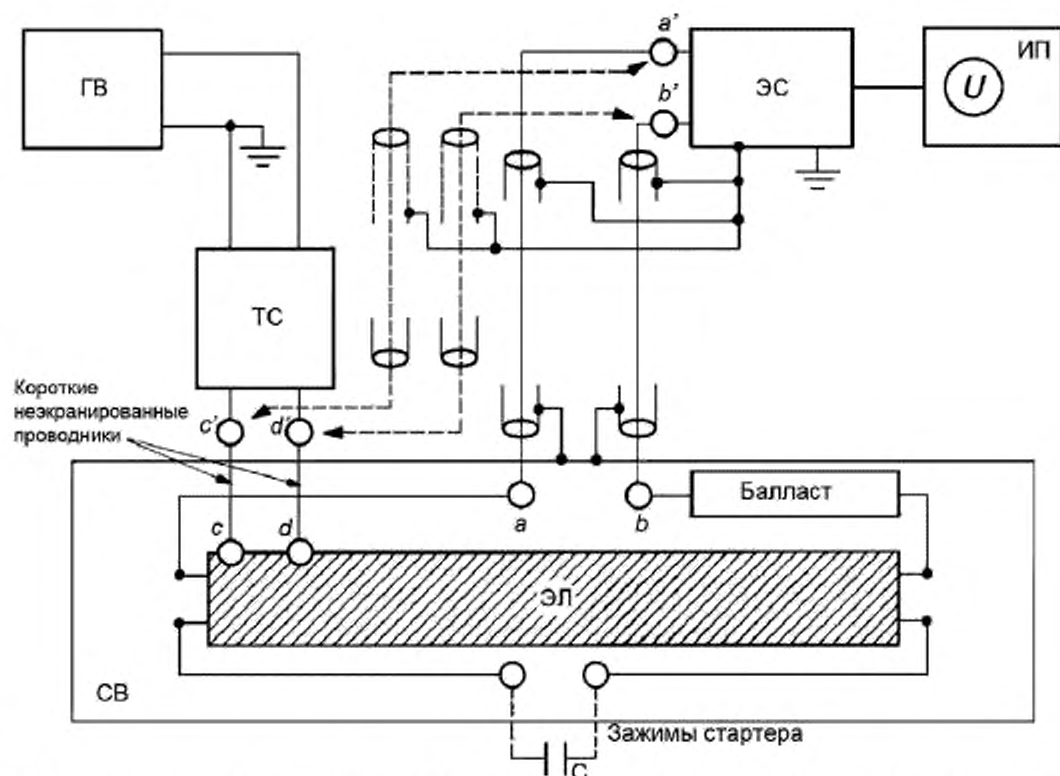 ГВ
a'
b'
ЭС
ИП
U
ТС
Короткие
неэкранированные
проводники
c'
d'
a
b
Балласт
c
d
ЭЛ
СВ
Зажимы стартера
C